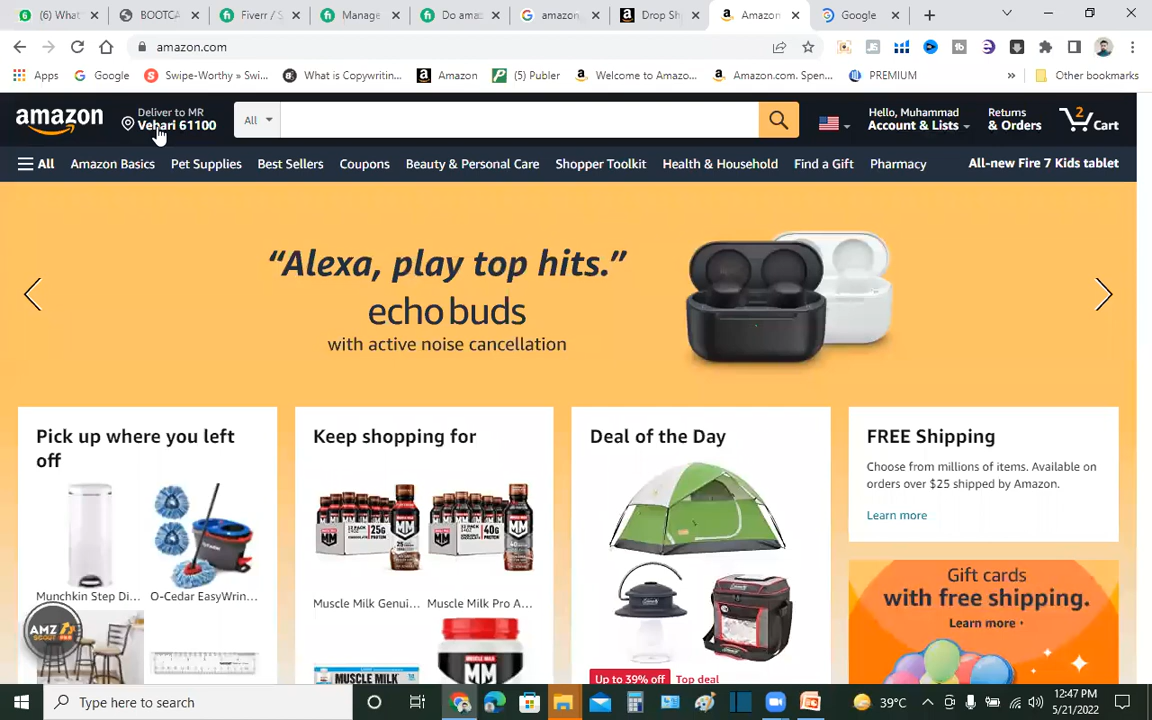 (6) What
BOOTCA
Fiverr / S
Manage
Do ama
amazon
Drop Sh
Amazon
Google
amazon.com
Apps
Google
Swipe-Worthy » Swi...
What is Copywritin...
Amazon
(5) Publer
Welcome to Amazo...
Amazon.com. Spen...
PREMIUM
»
Other bookmarks
amazon
Deliver to MR
Vehari 61100
All
Hello, Muhammad
Account & Lists
Returns
& Orders
2
Cart
All
Amazon Basics
Pet Supplies
Best Sellers
Coupons
Beauty & Personal Care
Shopper Toolkit
Health & Household
Find a Gift
Pharmacy
All-new Fire 7 Kids tablet
“Alexa, play top hits.”
echo buds
with active noise cancellation
Pick up where you left
off
Munchkin Step Di...
O-Cedar EasyWrin...
Keep shopping for
Muscle Milk Genui...
Muscle Milk Pro A...
MUSCLE MILK
Deal of the Day
Up to 39% off
Top deal
FREE Shipping
Choose from millions of items. Available on
orders over $25 shipped by Amazon.
Learn more
Gift cards
with free shipping.
Learn more ›
AMZ
SCOUT PRO
Type here to search
39°C
12:47 PM
5/21/2022